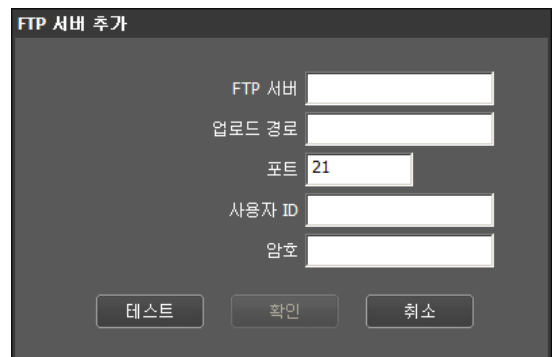 FTP 서버 추가
FTP 서버
업로드 경로
포트 21
사용자 ID
암호
테스트 확인 취소